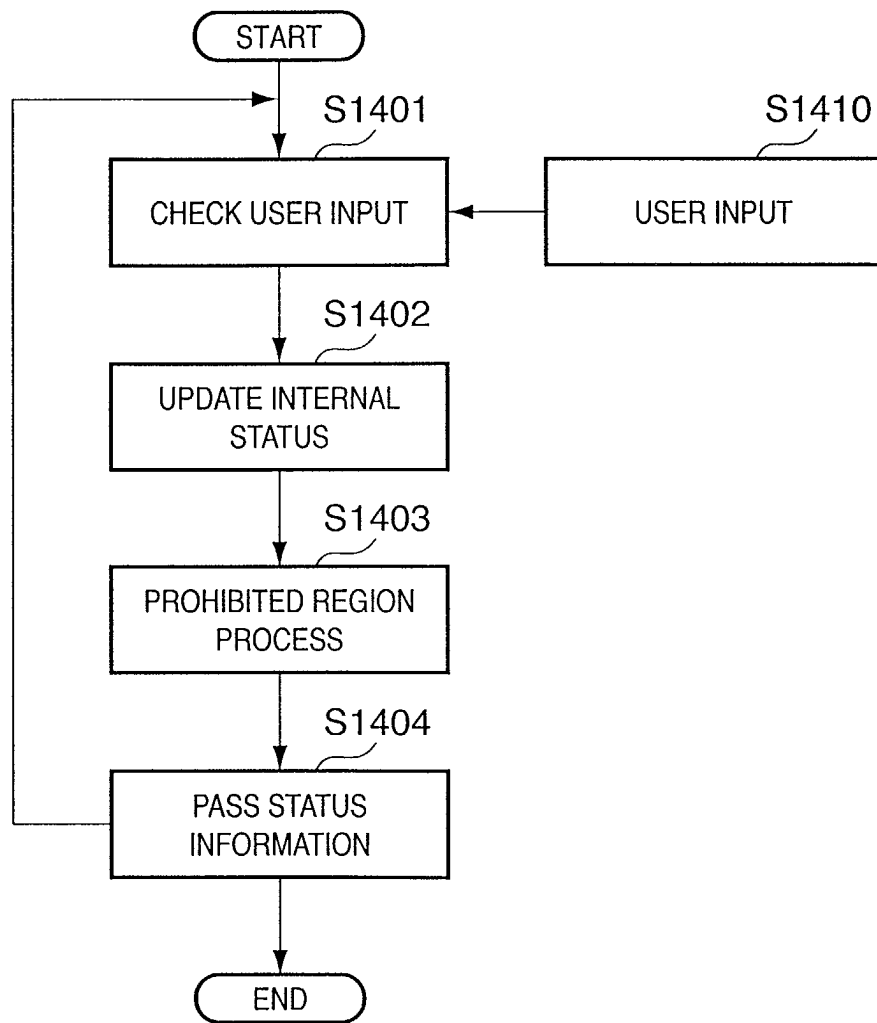 START
S1401
S1410
CHECK USER INPUT
USER INPUT
S1402
UPDATE INTERNAL
STATUS
S1403
PROHIBITED REGION
PROCESS
S1404
PASS STATUS
INFORMATION
END